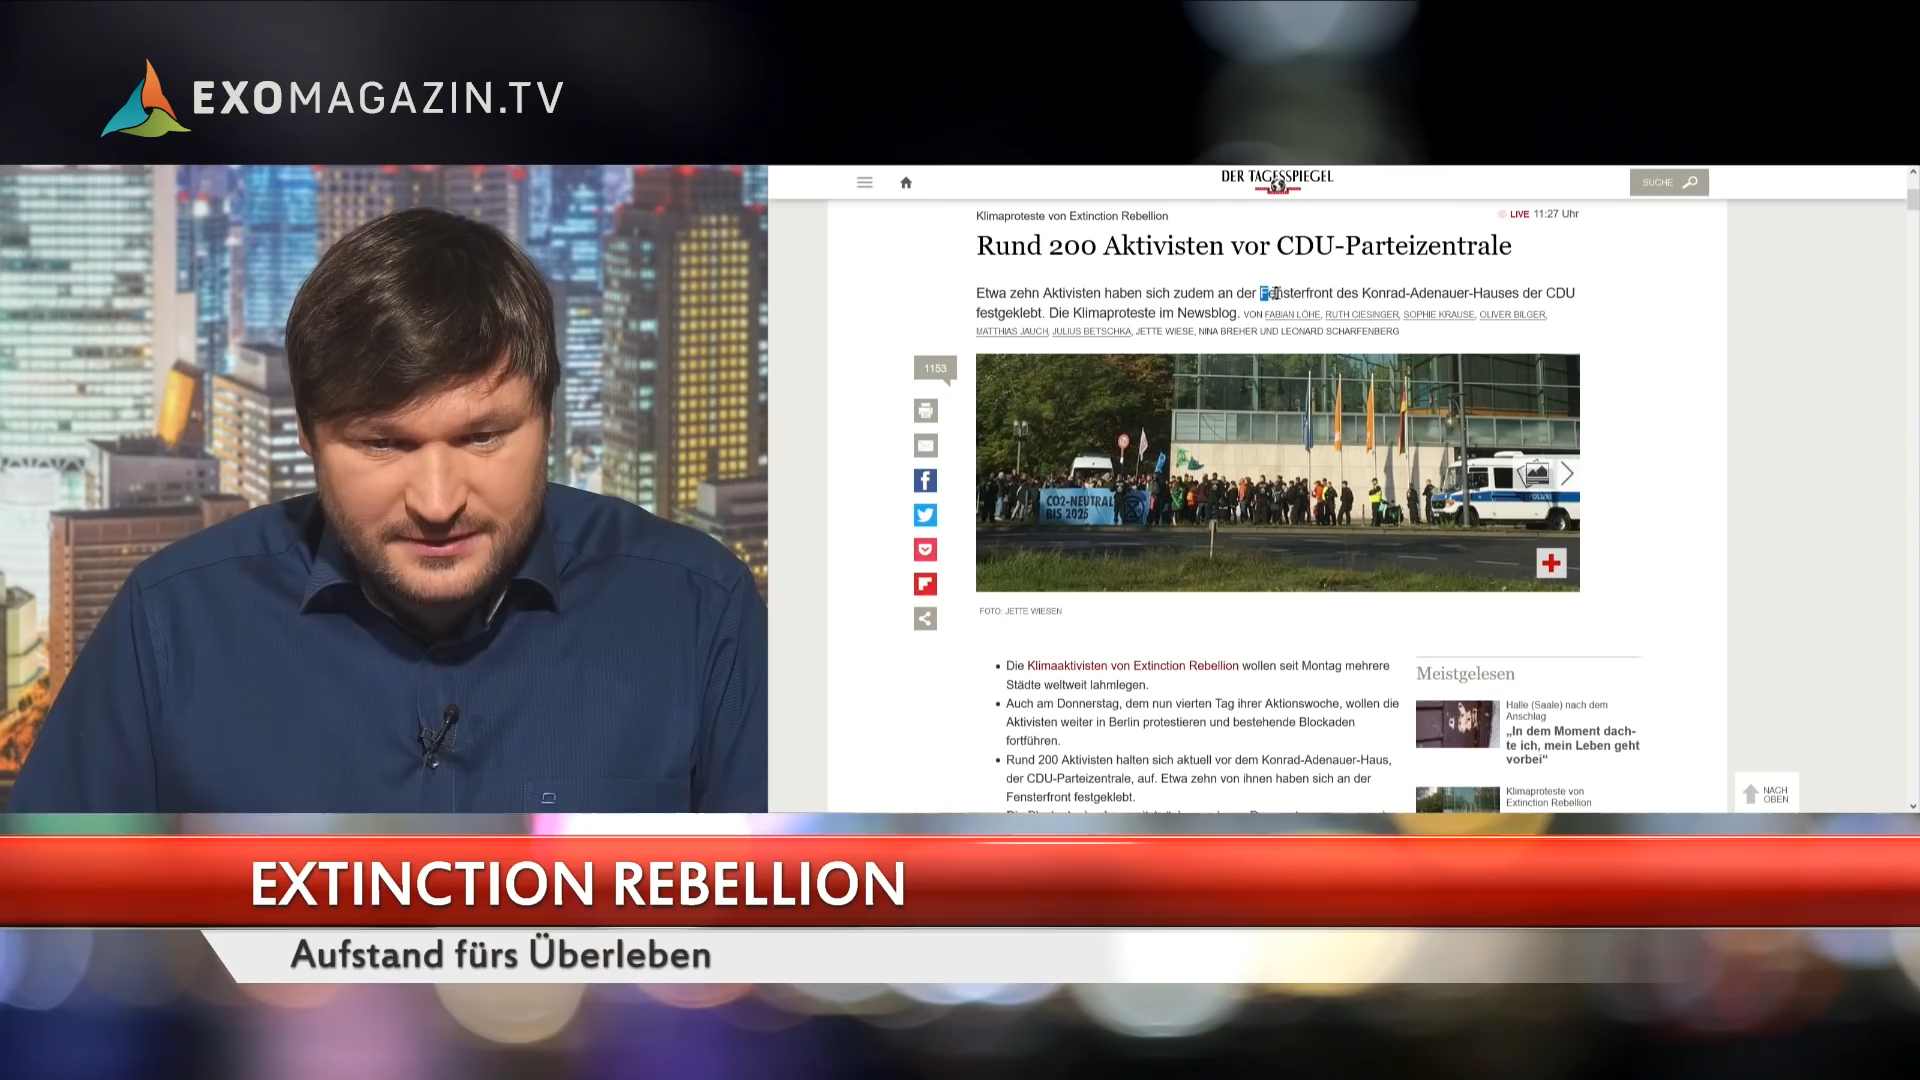 EXOMAGAZIN.TV
DER TAGESSPIEGEL
SUCHE
Klimaproteste von Extinction Rebellion
LIVE 11:27 Uhr
Rund 200 Aktivisten vor CDU-Parteizentrale
Etwa zehn Aktivisten haben sich zudem an der Fensterfront des Konrad-Adenauer-Hauses der CDU
festgeklebt. Die Klimaproteste im Newsblog. VON FABIAN LÖHE, RUTH CIESINGER, SOPHIE KRAUSE, OLIVER BILGER,
MATTHIAS JAUCH, JULIUS BETSCHKA, JETTE WIESE, NINA BREHER UND LEONARD SCHARFENBERG
1153
CO2-NEUTRAL
BIS 2025
POLIZEI
FOTO: JETTE WIESEN
Die Klimaaktivisten von Extinction Rebellion wollen seit Montag mehrere
Städte weltweit lahmlegen.
Auch am Donnerstag, dem nun vierten Tag ihrer Aktionswoche, wollen die
Aktivisten weiter in Berlin protestieren und bestehende Blockaden
fortführen.
Rund 200 Aktivisten halten sich aktuell vor dem Konrad-Adenauer-Haus,
der CDU-Parteizentrale, auf. Etwa zehn von ihnen haben sich an der
Fensterfront festgeklebt.
Meistgelesen
Halle (Saale) nach dem
Anschlag
„In dem Moment dach-
te ich, mein Leben geht
vorbei“
Klimaproteste von
Extinction Rebellion
NACH
OBEN
EXTINCTION REBELLION
Aufstand fürs Überleben